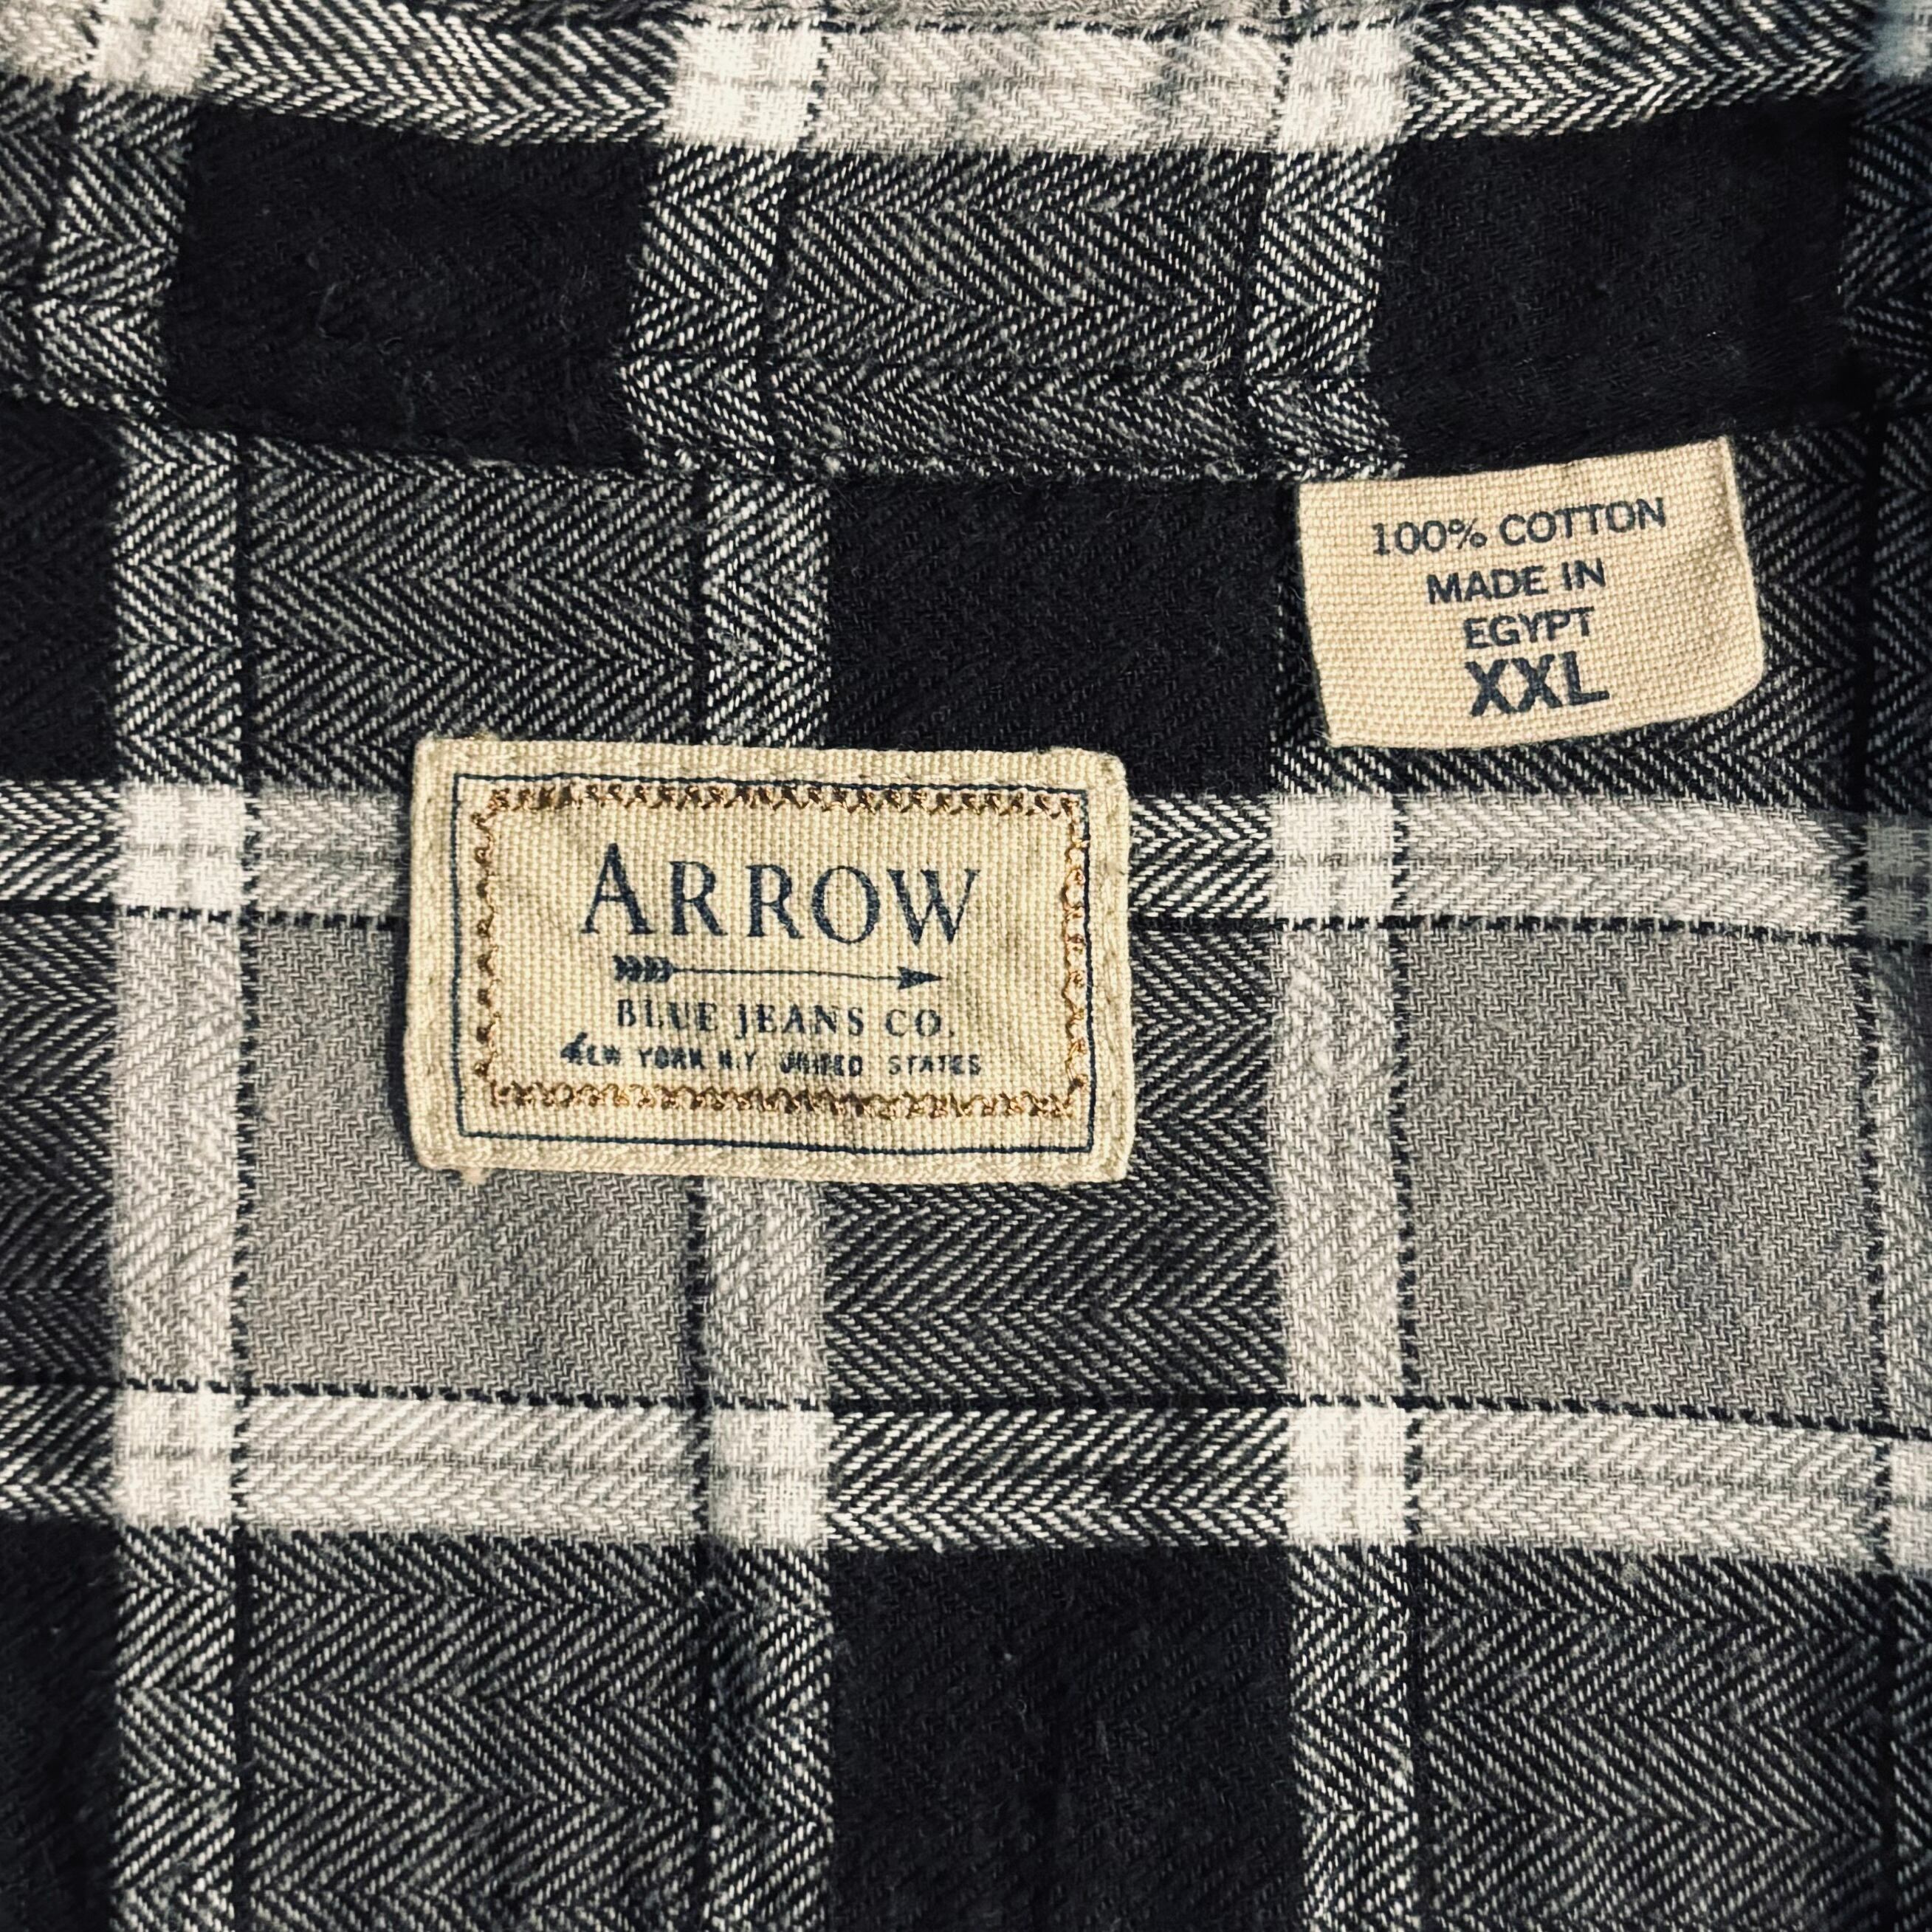 100% COTTON
MADE IN
EGYPT
XXL
ARROW
BLUE JEANS CO.
NEW YORK N.Y. UNITED STATES